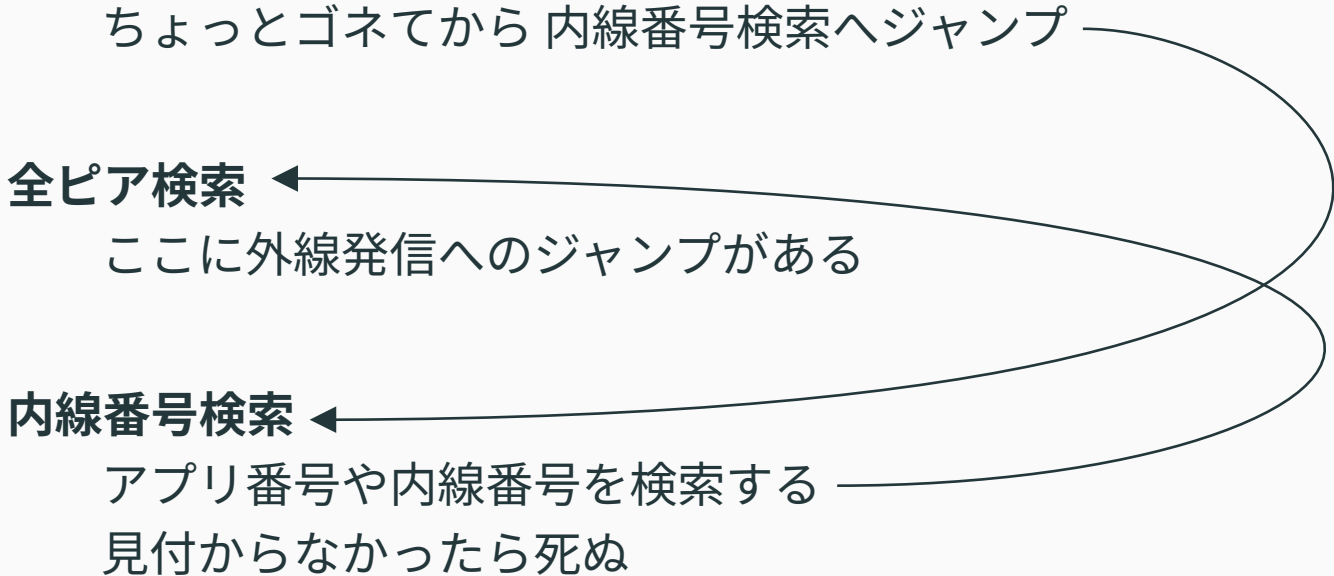 ちょっとゴネてから 内線番号検索へジャンプ
全ピア検索
ここに外線発信へのジャンプがある
内線番号検索
アプリ番号や内線番号を検索する
見付からなかったら死ぬ